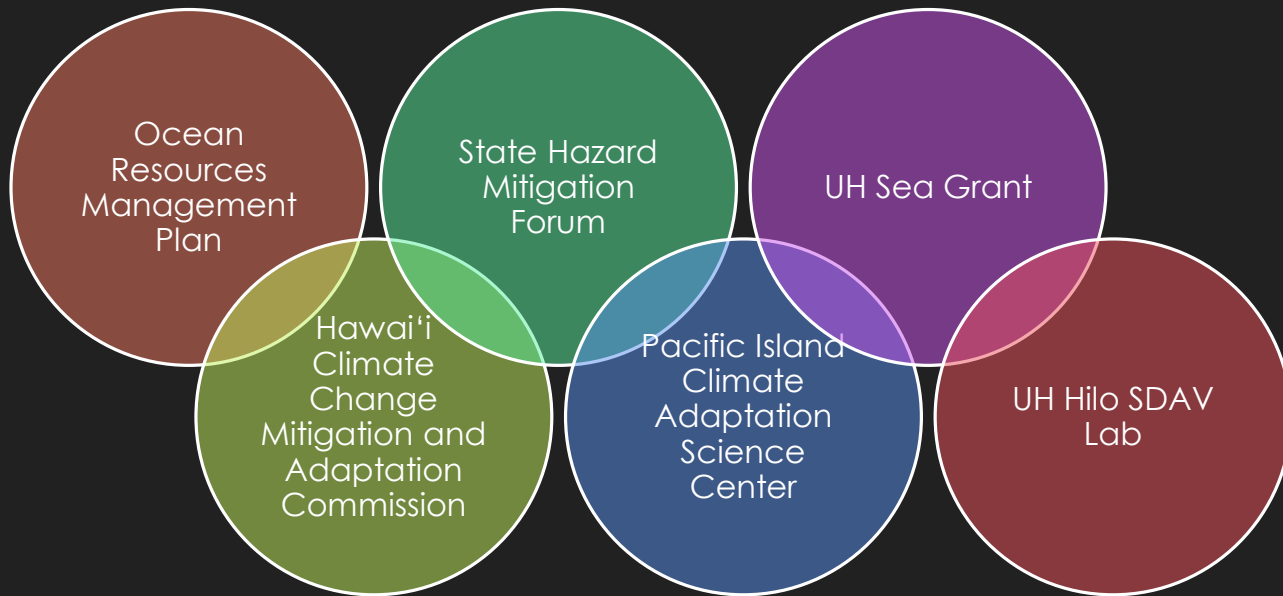 Ocean
Resources
Management
Plan
State Hazard
Mitigation
Forum
UH Sea Grant
Hawaiʻi
Climate
Change
Mitigation and
Adaptation
Commission
Pacific Island
Climate
Adaptation
Science
Center
UH Hilo SDAV
Lab